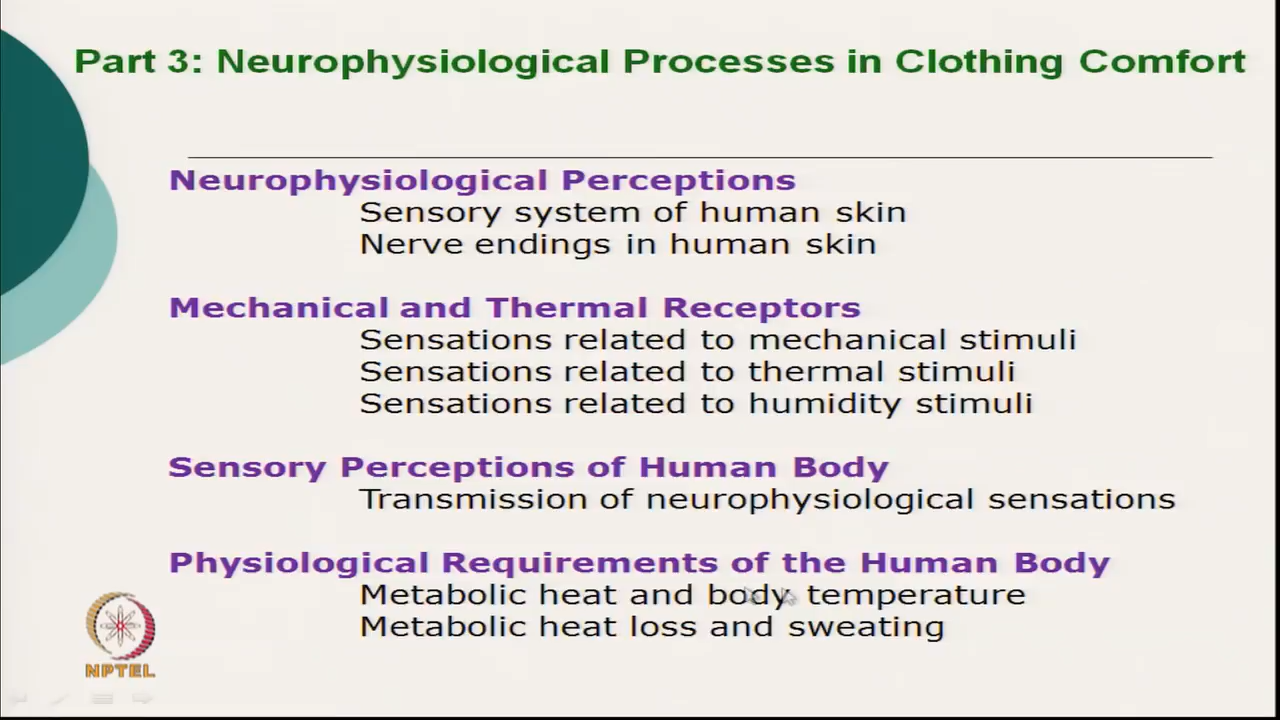 Part 3: Neurophysiological Processes in Clothing Comfort
Neurophysiological Perceptions
Sensory system of human skin
Nerve endings in human skin
Mechanical and Thermal Receptors
Sensations related to mechanical stimuli
Sensations related to thermal stimuli
Sensations related to humidity stimuli
Sensory Perceptions of Human Body
Transmission of neurophysiological sensations
Physiological Requirements of the Human Body
Metabolic heat and body temperature
Metabolic heat loss and sweating
NPTEL